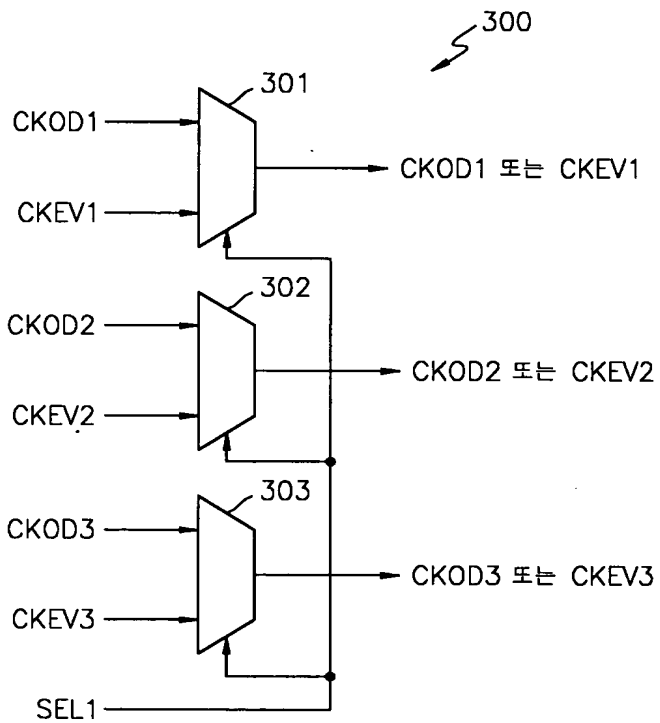 300
301
CKOD1
CKOD1 또는 CKEV1
CKEV1
302
CKOD2
CKOD2 또는 CKEV2
CKEV2
303
CKOD3
CKOD3 또는 CKEV3
CKEV3
SEL1